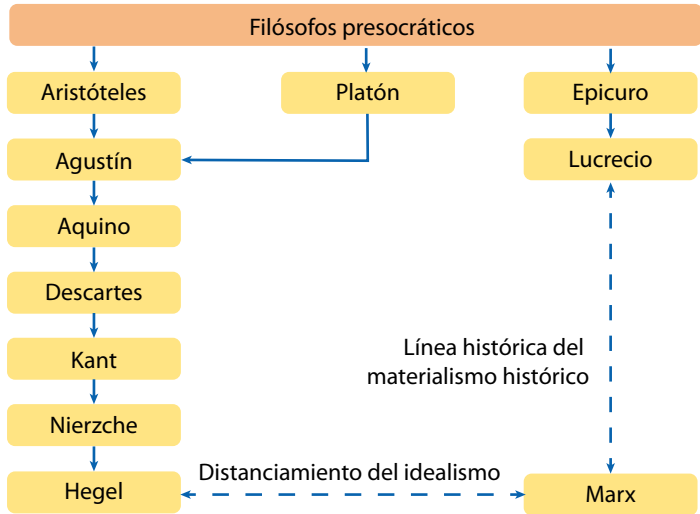 Filósofos presocráticos
Aristóteles
Platón
Epicuro
Agustín
Lucrecio
Aquino
Descartes
Kant
Línea histórica del
materialismo histórico
Nierzche
Distanciamiento del idealismo
Hegel
Marx